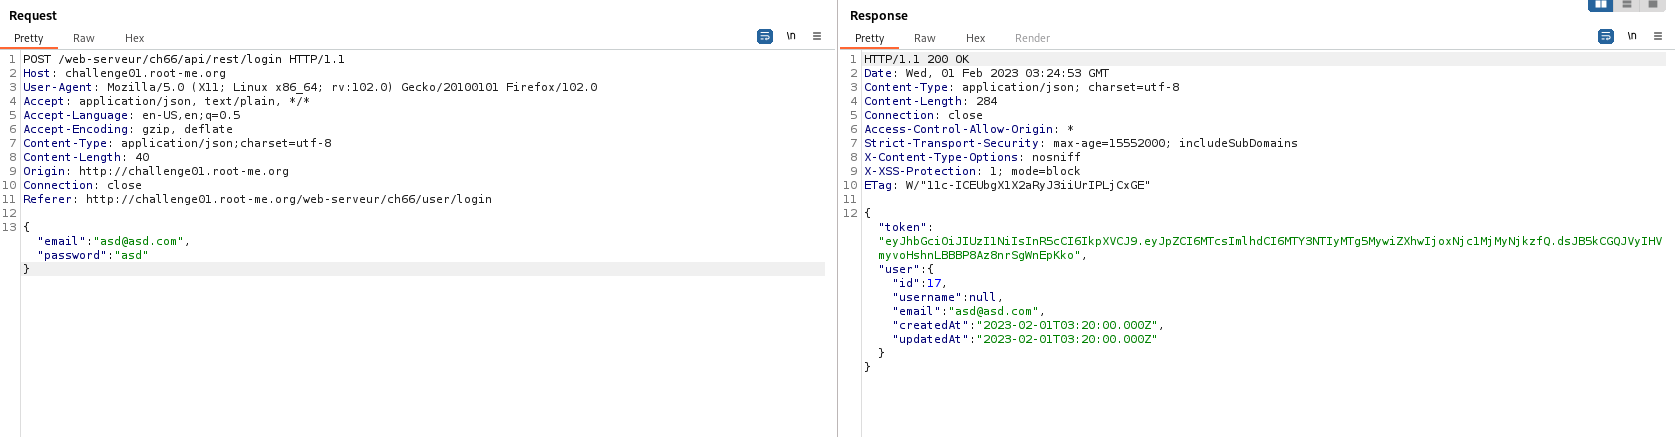 Request
Pretty Raw Hex
\n
1 POST /web-serveur/ch66/api/rest/login HTTP/1.1
2 Host: challenge01.root-me.org
3 User-Agent: Mozilla/5.0 (X11; Linux x86_64; rv:102.0) Gecko/20100101 Firefox/102.0
4 Accept: application/json, text/plain, */*
5 Accept-Language: en-US,en;q=0.5
6 Accept-Encoding: gzip, deflate
7 Content-Type: application/json;charset=utf-8
8 Content-Length: 40
9 Origin: http://challenge01.root-me.org
10 Connection: close
11 Referer: http://challenge01.root-me.org/web-serveur/ch66/user/login
12
13 {
"email":"asd@asd.com",
"password":"asd"
}
Response
Pretty Raw Hex Render
\n
1 HTTP/1.1 200 OK
2 Date: Wed, 01 Feb 2023 03:24:53 GMT
3 Content-Type: application/json; charset=utf-8
4 Content-Length: 284
5 Connection: close
6 Access-Control-Allow-Origin: *
7 Strict-Transport-Security: max-age=15552000; includeSubDomains
8 X-Content-Type-Options: nosniff
9 X-XSS-Protection: 1; mode=block
10 ETag: W/"11c-ICEUbgX1X2aRyJ3iiUrIPLjCxGE"
11
12 {
"token":
"eyJhbGciOiJIUzI1NiIsInR5cCI6IkpXVCJ9.eyJpZCI6MTcsImlhdCI6MTY3NTIyMTg5MywiZXhwIjoxNjc1MjMyNjkzfQ.dsJB5kCGQJVyIHV
myvoHshnLBBBP8Az8nrSgWnEpKko",
"user":{
"id":17,
"username":null,
"email":"asd@asd.com",
"createdAt":"2023-02-01T03:20:00.000Z",
"updatedAt":"2023-02-01T03:20:00.000Z"
}
}